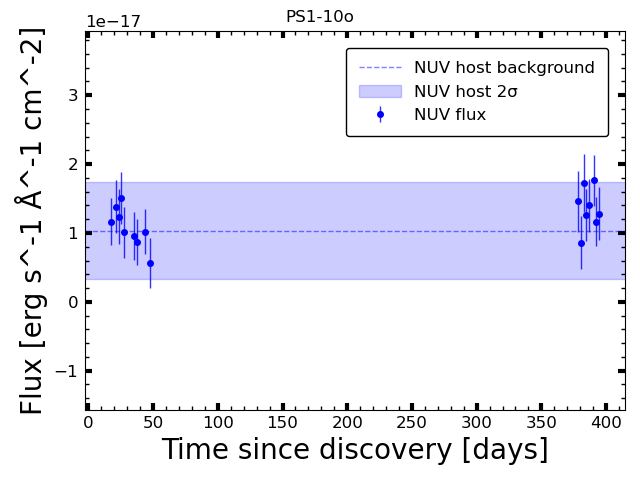 PS1-10o
1e−17
Flux [erg s^-1 Å^-1 cm^-2]
3
2
1
0
−1
NUV host background
NUV host 2σ
NUV flux
0 50 100 150 200 250 300 350 400
Time since discovery [days]